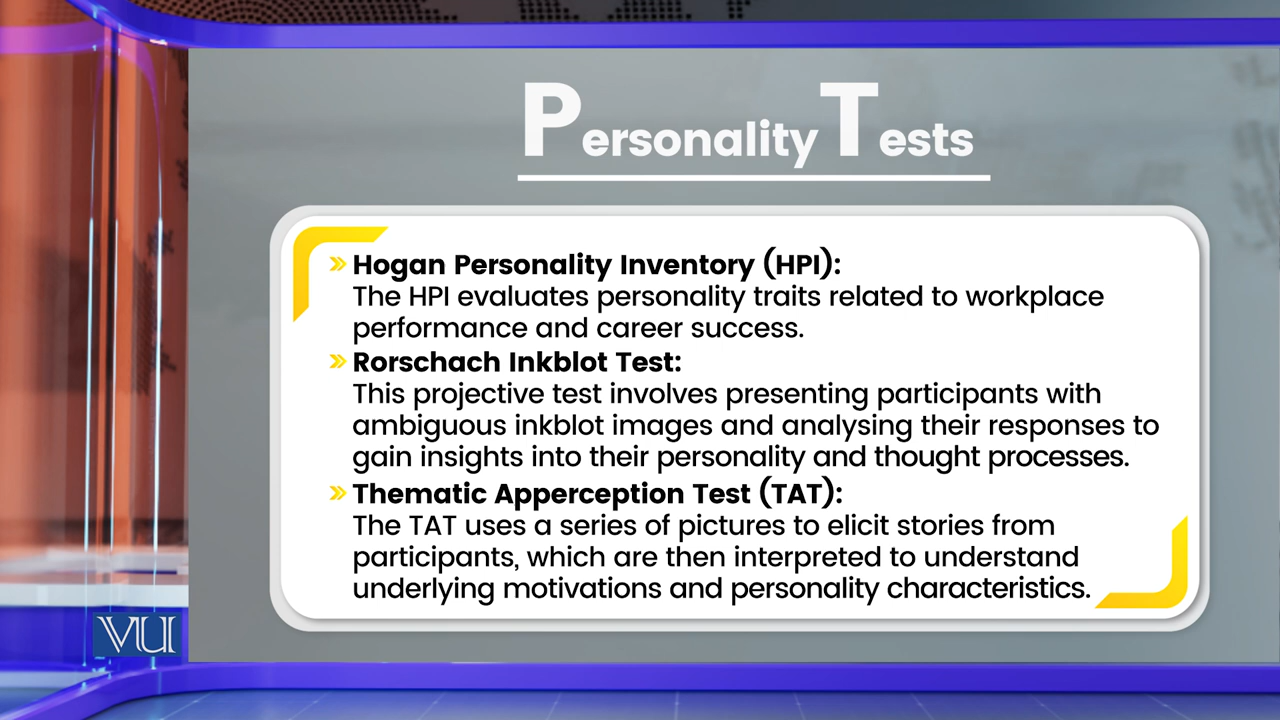 Personality Tests
» Hogan Personality Inventory (HPI):
The HPI evaluates personality traits related to workplace
performance and career success.
» Rorschach Inkblot Test:
This projective test involves presenting participants with
ambiguous inkblot images and analysing their responses to
gain insights into their personality and thought processes.
» Thematic Apperception Test (TAT):
The TAT uses a series of pictures to elicit stories from
participants, which are then interpreted to understand
underlying motivations and personality characteristics.
VU